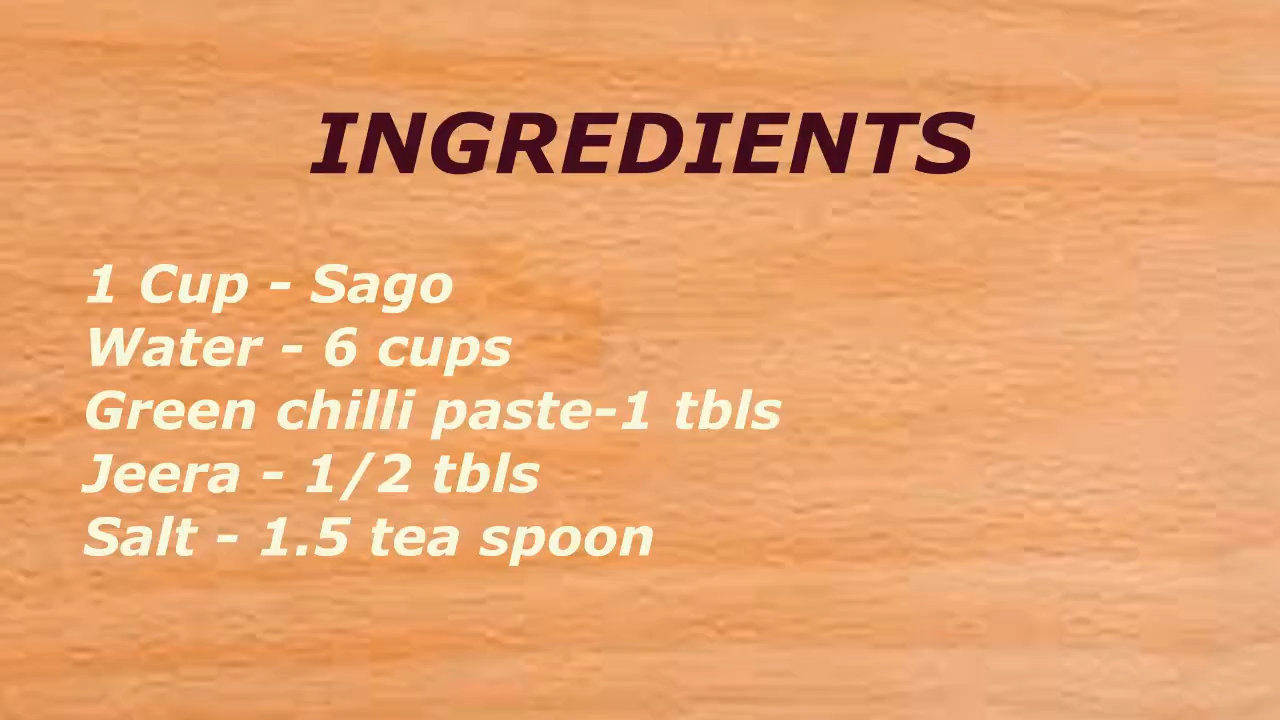 INGREDIENTS
1 Cup - Sago
Water - 6 cups
Green chilli paste-1 tbls
Jeera - 1/2 tbls
Salt - 1.5 tea spoon